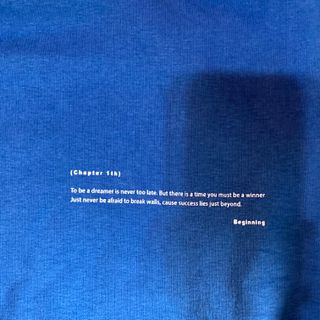 (Chapter 1th)
To be a dreamer is never too late. But there is a time you must be a winner
Just never be afraid to break walls, cause success lies just beyond.
Beginning